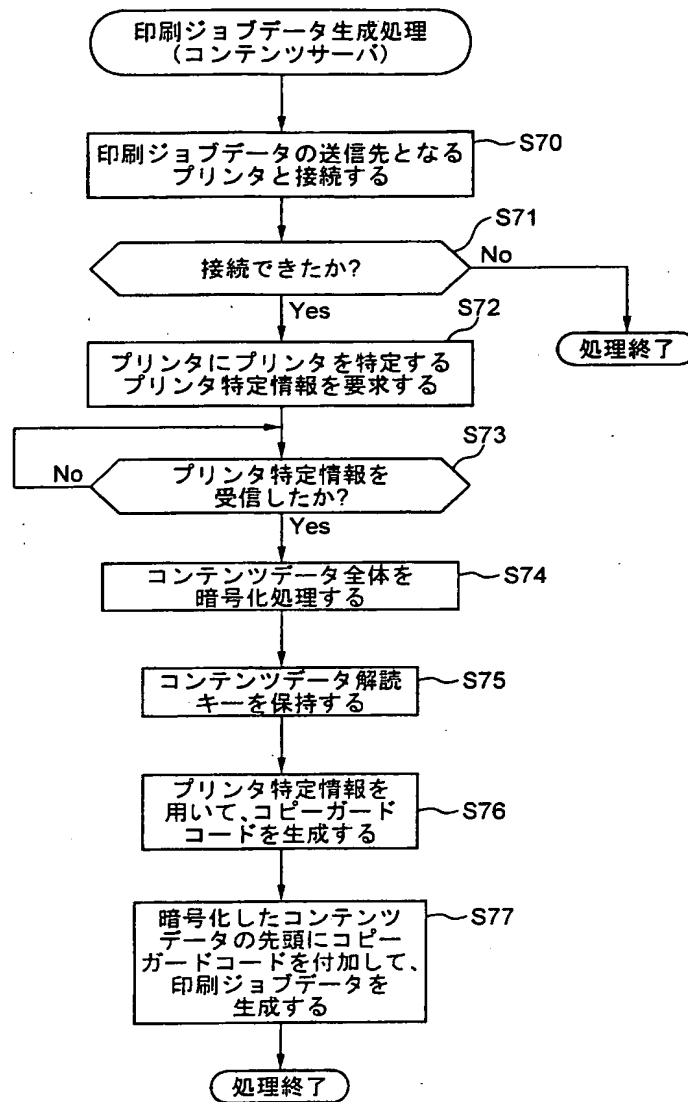 印刷ジョブデータ生成処理
(コンテンツサーバ)
印刷ジョブデータの送信先となる
プリンタと接続する
S70
接続できたか?
S71
No
Yes
処理終了
プリンタにプリンタを特定する
プリンタ特定情報を要求する
S72
プリンタ特定情報を
受信したか?
S73
No
Yes
コンテンツデータ全体を
暗号化処理する
S74
コンテンツデータ解読
キーを保持する
S75
プリンタ特定情報を
用いて、コピーガード
コードを生成する
S76
暗号化したコンテンツ
データの先頭にコピー
ガードコードを付加して、
印刷ジョブデータを
生成する
S77
処理終了